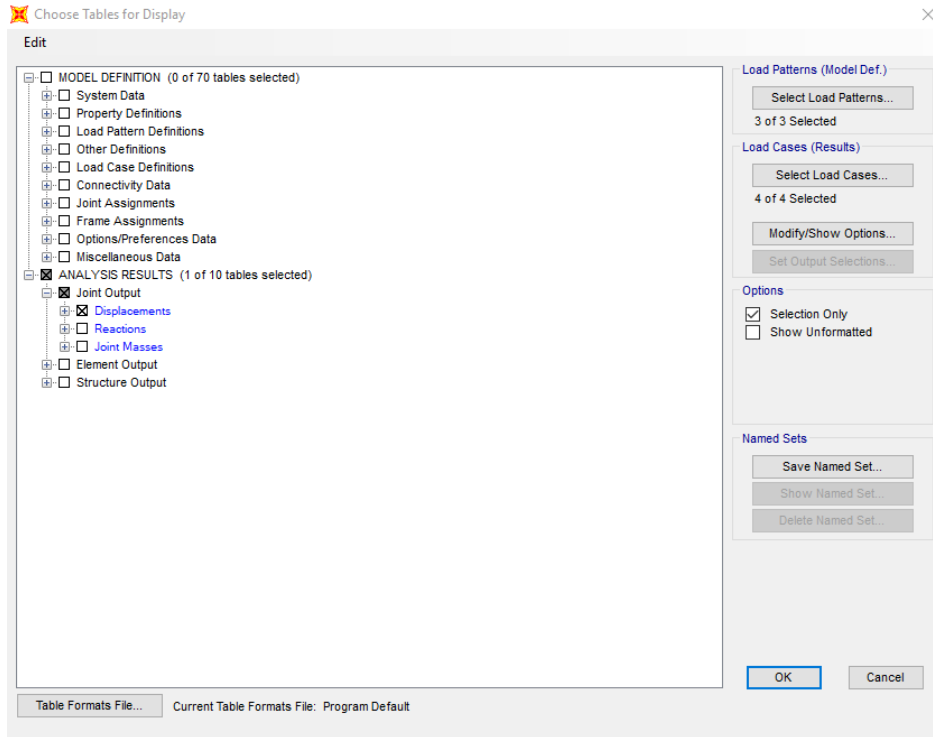 Choose Tables for Display
Edit
MODEL DEFINITION (0 of 70 tables selected)
System Data
Property Definitions
Load Pattern Definitions
Other Definitions
Load Case Definitions
Connectivity Data
Joint Assignments
Frame Assignments
Options/Preferences Data
Miscellaneous Data
ANALYSIS RESULTS (1 of 10 tables selected)
Joint Output
Displacements
Reactions
Joint Masses
Element Output
Structure Output
Load Patterns (Model Def.)
Select Load Patterns...
3 of 3 Selected
Load Cases (Results)
Select Load Cases...
4 of 4 Selected
Modify/Show Options...
Set Output Selections...
Options
Selection Only
Show Unformatted
Named Sets
Save Named Set...
Show Named Set...
Delete Named Set...
OK
Cancel
Table Formats File...
Current Table Formats File: Program Default